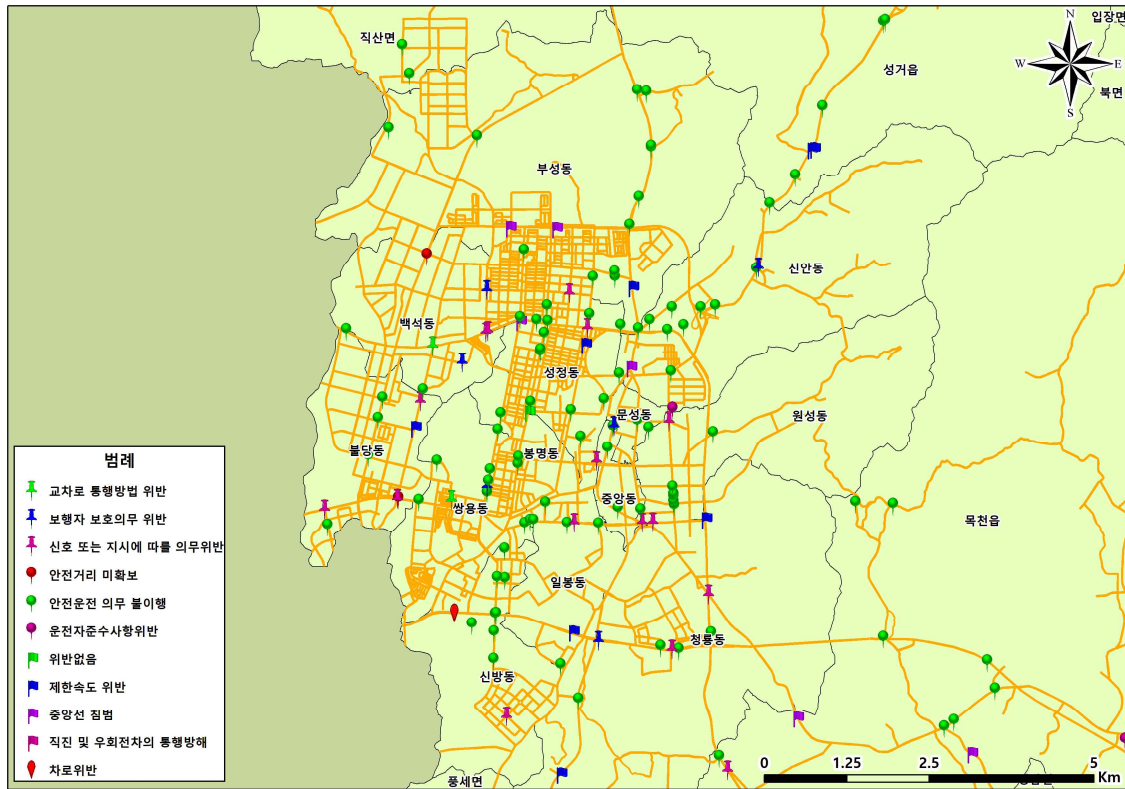 직산면
입장면
성거읍
북면
N
W
E
S
부성동
신안동
백석동
성정동
문성동
원성동
불당동
봉명동
쌍용동
중앙동
목천읍
일봉동
청룡동
신방동
풍세면
범례
교차로 통행방법 위반
보행자 보호의무 위반
신호 또는 지시에 따를 의무위반
안전거리 미확보
안전운전 의무 불이행
운전자준수사항위반
위반없음
제한속도 위반
중앙선 침범
직진 및 우회전차의 통행방해
차로위반
0 1.25 2.5 5
Km